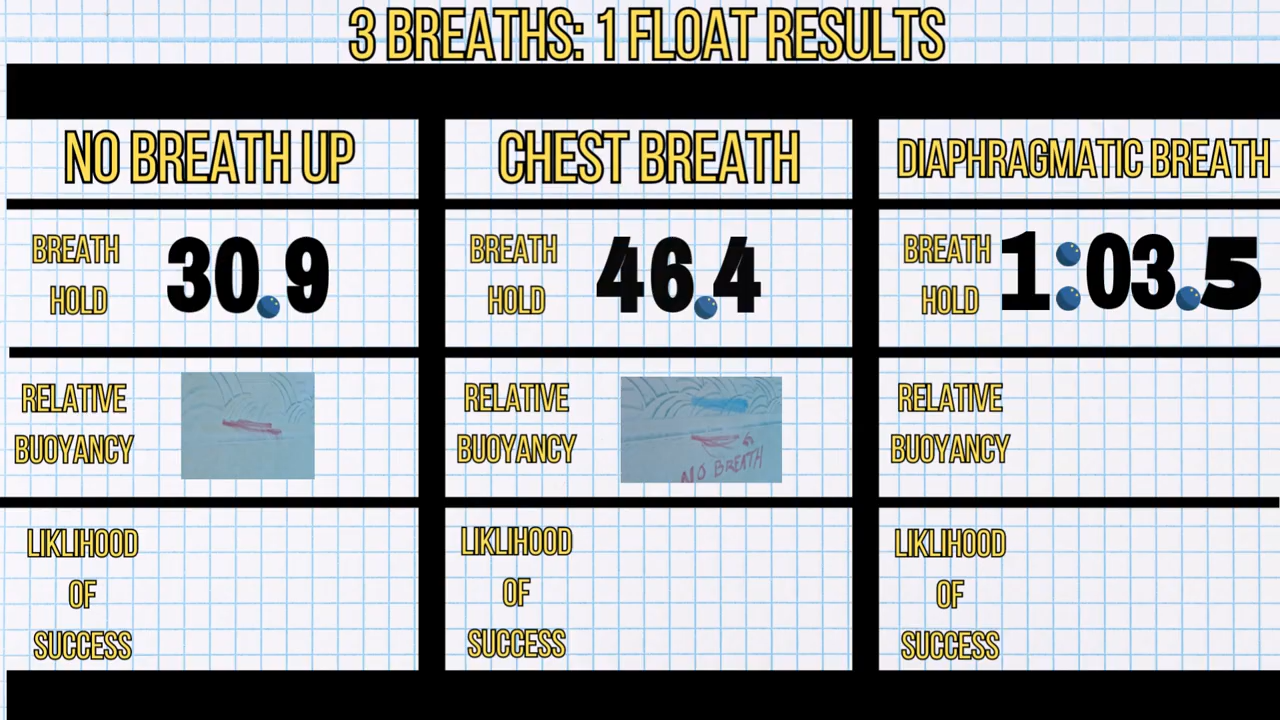 3 BREATHS: 1 FLOAT RESULTS
NO BREATH UP
CHEST BREATH
DIAPHRAGMATIC BREATH
BREATH
HOLD
30.9
BREATH
HOLD
46.4
BREATH
HOLD
1:03.5
RELATIVE
BUOYANCY
RELATIVE
BUOYANCY
NO BREATH
RELATIVE
BUOYANCY
LIKLIHOOD
OF
SUCCESS
LIKLIHOOD
OF
SUCCESS
LIKLIHOOD
OF
SUCCESS